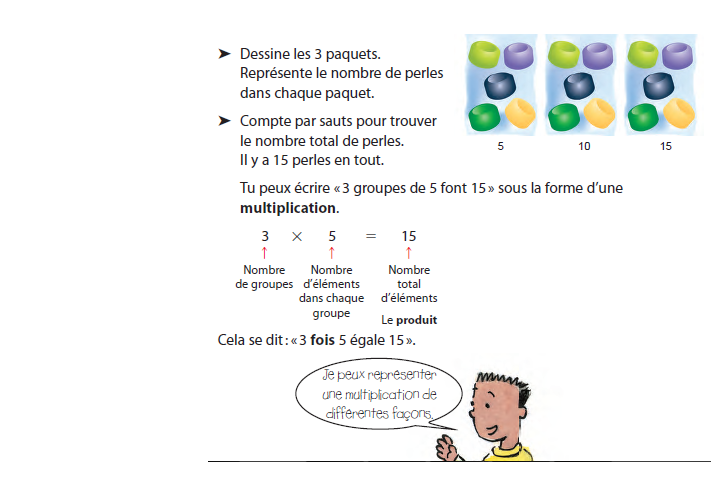 ➤ Dessine les 3 paquets.
Représente le nombre de perles
dans chaque paquet.
➤ Compte par sauts pour trouver
le nombre total de perles.
Il y a 15 perles en tout.
5 10 15
Tu peux écrire « 3 groupes de 5 font 15 » sous la forme d'une
multiplication.
3 × 5 = 15
↑ ↑ ↑
Nombre Nombre Nombre
de groupes d'éléments total
dans chaque d'éléments
groupe
Le produit
Cela se dit : « 3 fois 5 égale 15 ».
Je peux représenter
une multiplication de
différentes façons.